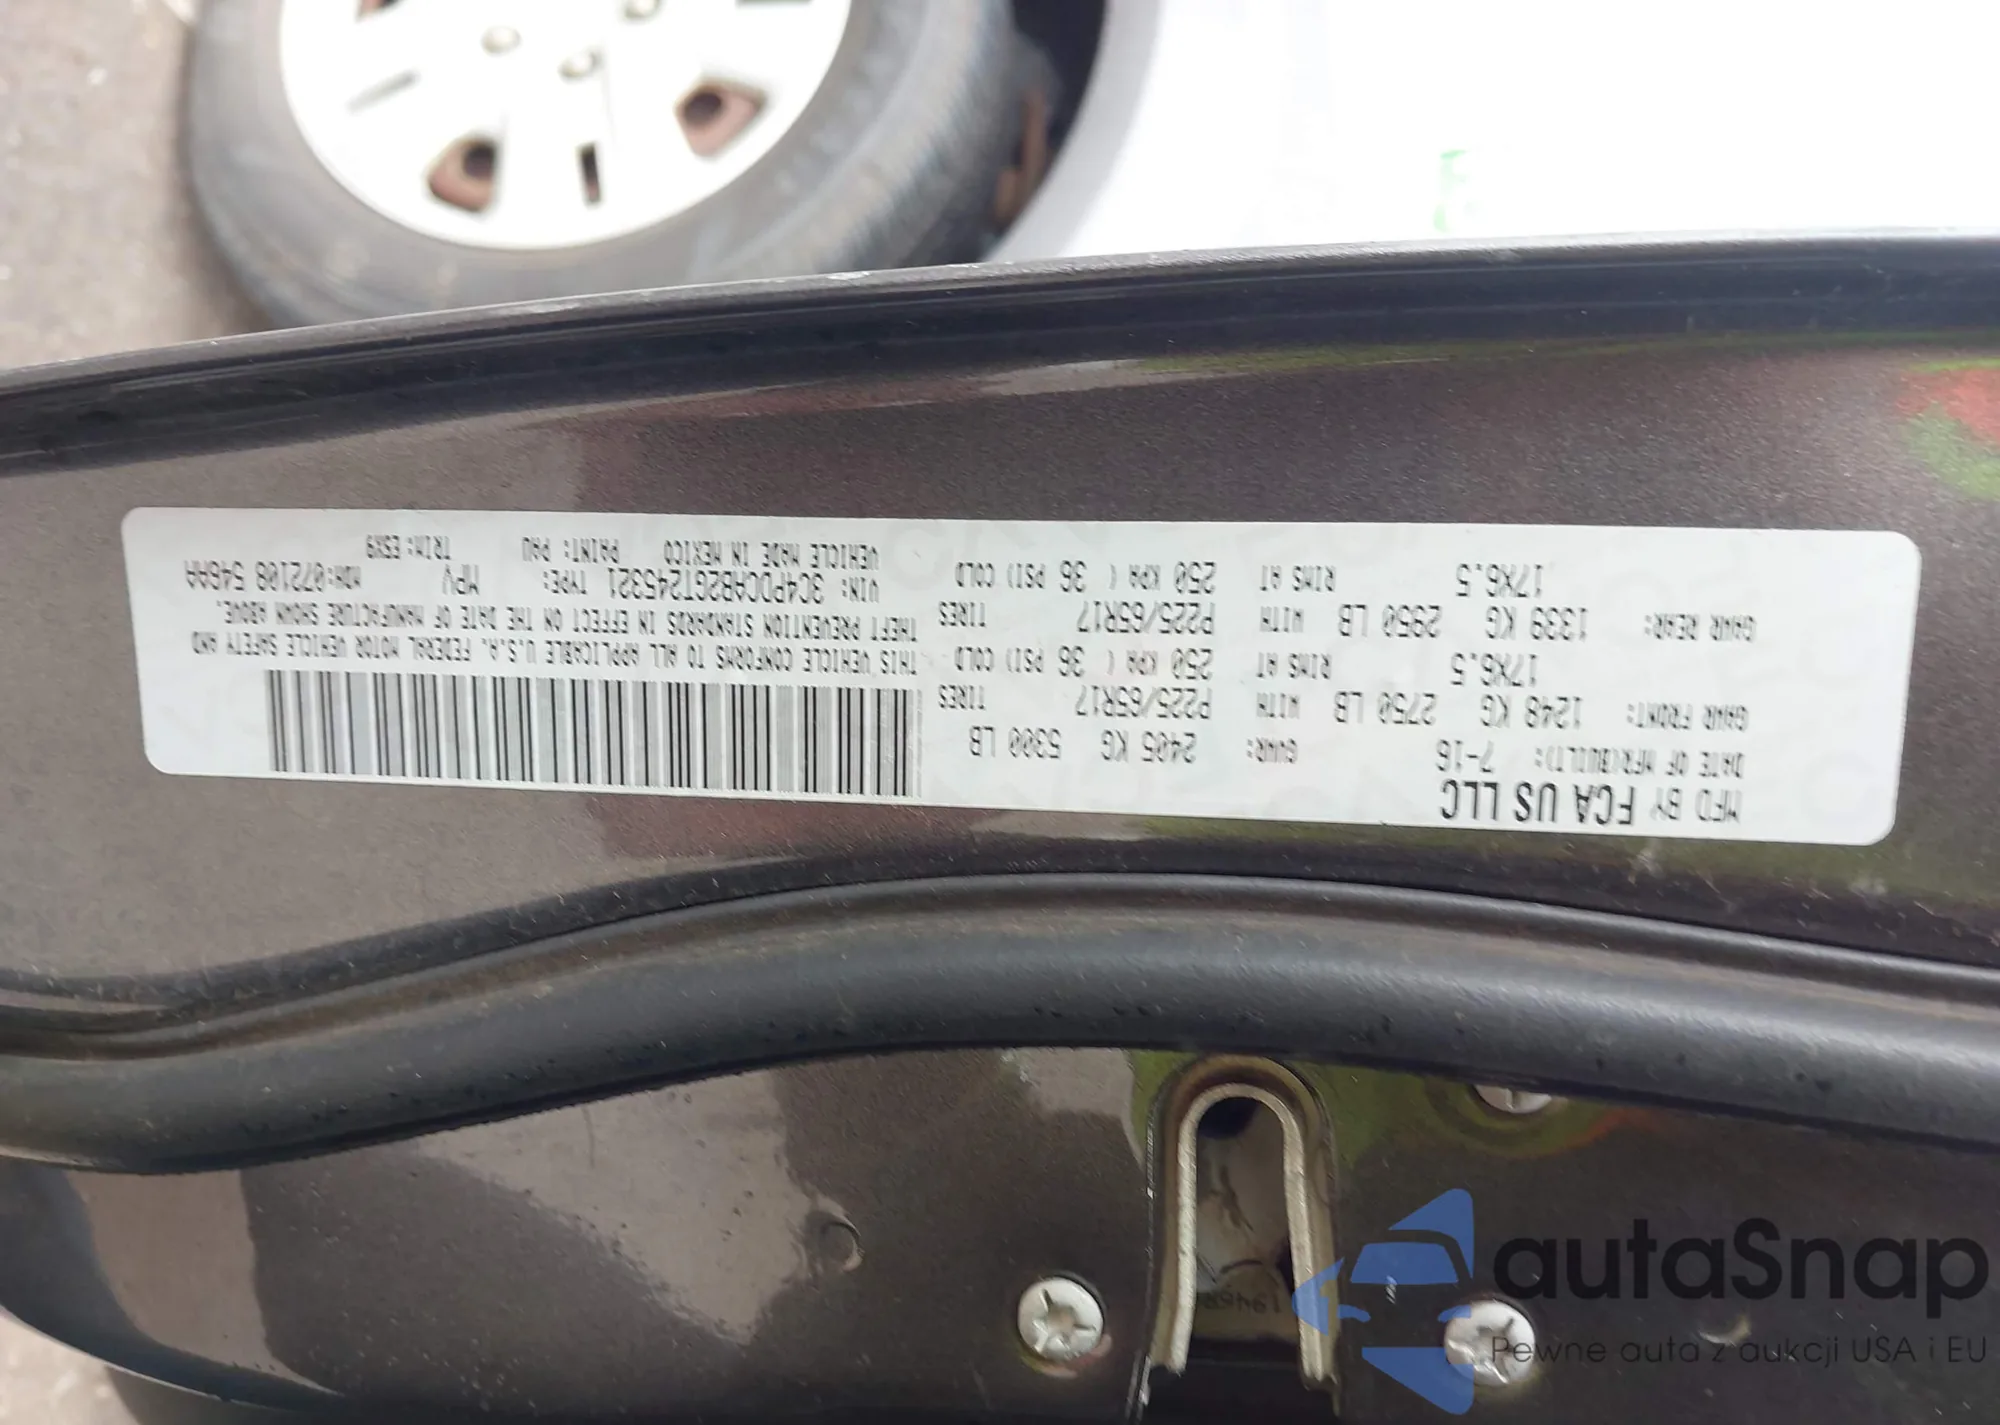 MFD BY FCA US LLC
DATE OF MFR(BUILT): 7-16 GVWR: 2405 KG 5300 LB
GAWR FRONT: 1248 KG 2750 LB WITH P225/65R17 TIRES
17X6.5 RIMS AT 250 KPA ( 36 PSI) COLD
GAWR REAR: 1339 KG 2950 LB WITH P225/65R17 TIRES
17X6.5 RIMS AT 250 KPA ( 36 PSI) COLD
THIS VEHICLE CONFORMS TO ALL APPLICABLE U.S.A. FEDERAL MOTOR VEHICLE SAFETY AND
THEFT PREVENTION STANDARDS IN EFFECT ON THE DATE OF MANUFACTURE SHOWN ABOVE.
VIN: 3C4PDCAB2GT245321 TYPE: MPV MDH: 072108 546AA
VEHICLE MADE IN MEXICO PAINT: PAU TRIM: E5X9
autaSnap
Pewne auta z aukcji USA i EU